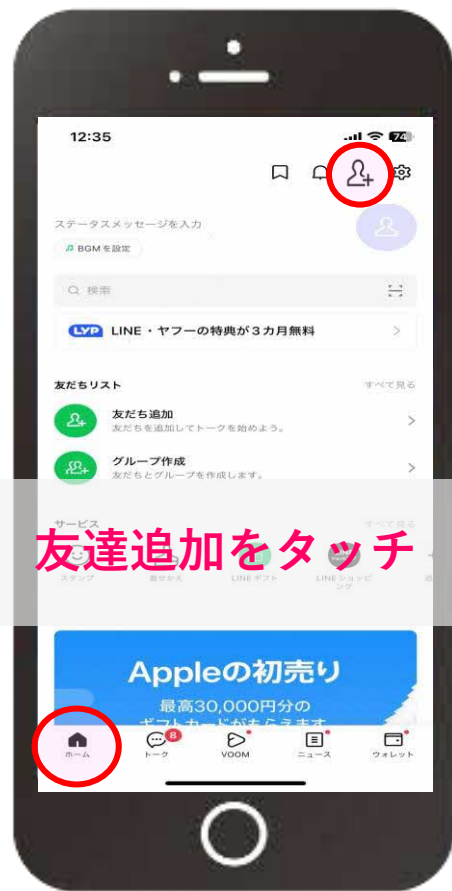 12:35
74
ステータスメッセージを入力
BGMを設定
検索
LYP LINE・ヤフーの特典が3カ月無料
友だちリスト すべて見る
友だち追加
友だちを追加してトークを始めよう。
グループ作成
友だちとグループを作成します。
サービス すべて見る
友達追加をタッチ
スタンプ 着せかえ LINEギフト LINEショッピ
ング
Appleの初売り
最高30,000円分の
ギフトカードがもらえます
8
ホーム トーク VOOM ニュース ウォレット